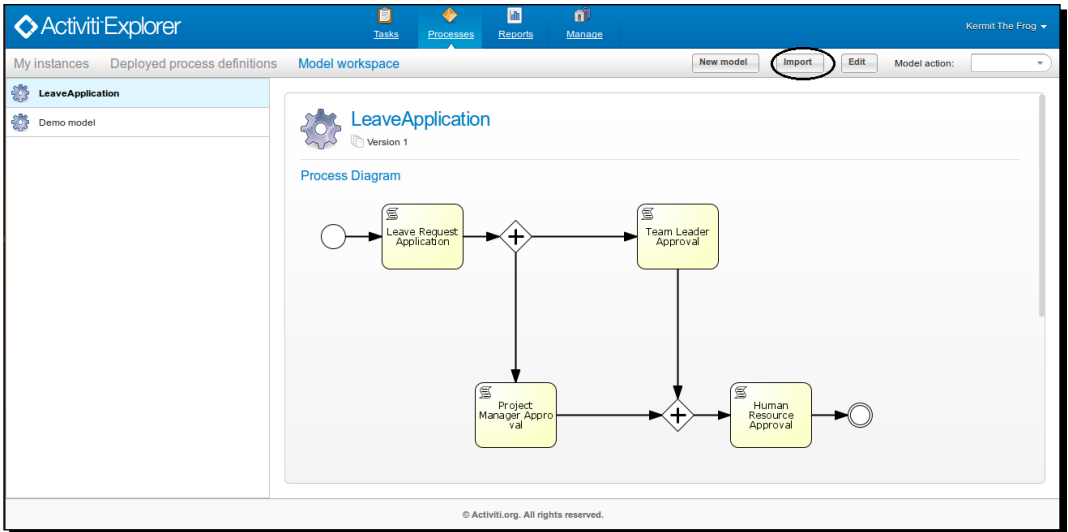 Activiti Explorer
Tasks
Processes
Reports
Manage
Kermit The Frog
My instances
Deployed process definitions
Model workspace
New model
Import
Edit
Model action:
LeaveApplication
Demo model
LeaveApplication
Version 1
Process Diagram
Leave Request
Application
Team Leader
Approval
Project
Manager Appro
val
Human
Resource
Approval
© Activiti.org. All rights reserved.